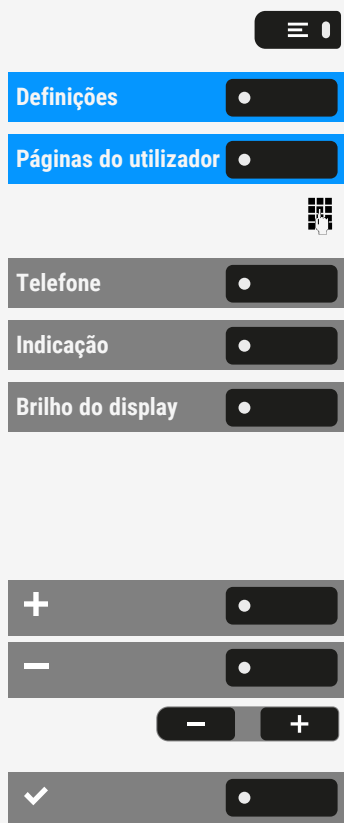 Definições
Páginas do utilizador
Telefone
Indicação
Brilho do display